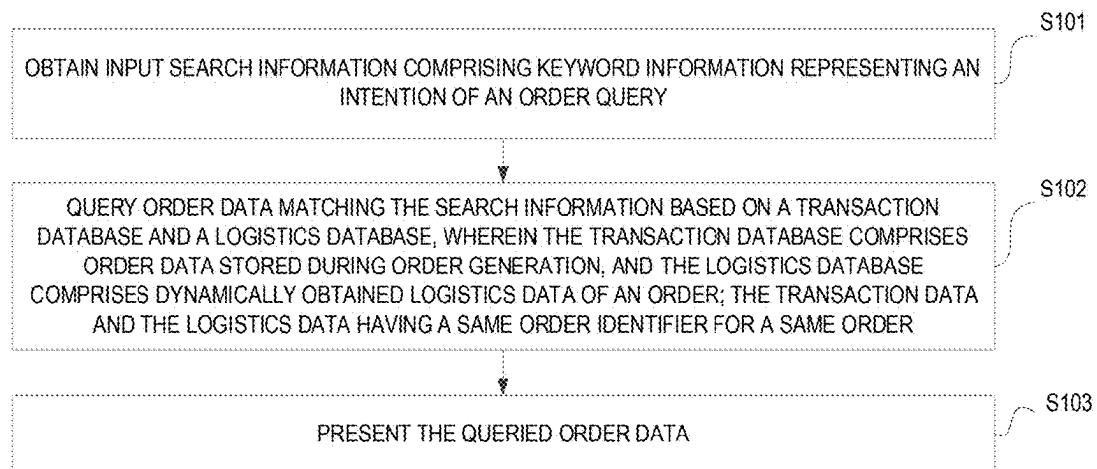 S101
OBTAIN INPUT SEARCH INFORMATION COMPRISING KEYWORD INFORMATION REPRESENTING AN
INTENTION OF AN ORDER QUERY
S102
QUERY ORDER DATA MATCHING THE SEARCH INFORMATION BASED ON A TRANSACTION
DATABASE AND A LOGISTICS DATABASE, WHEREIN THE TRANSACTION DATABASE COMPRISES
ORDER DATA STORED DURING ORDER GENERATION, AND THE LOGISTICS DATABASE
COMPRISES DYNAMICALLY OBTAINED LOGISTICS DATA OF AN ORDER; THE TRANSACTION DATA
AND THE LOGISTICS DATA HAVING A SAME ORDER IDENTIFIER FOR A SAME ORDER
S103
PRESENT THE QUERIED ORDER DATA